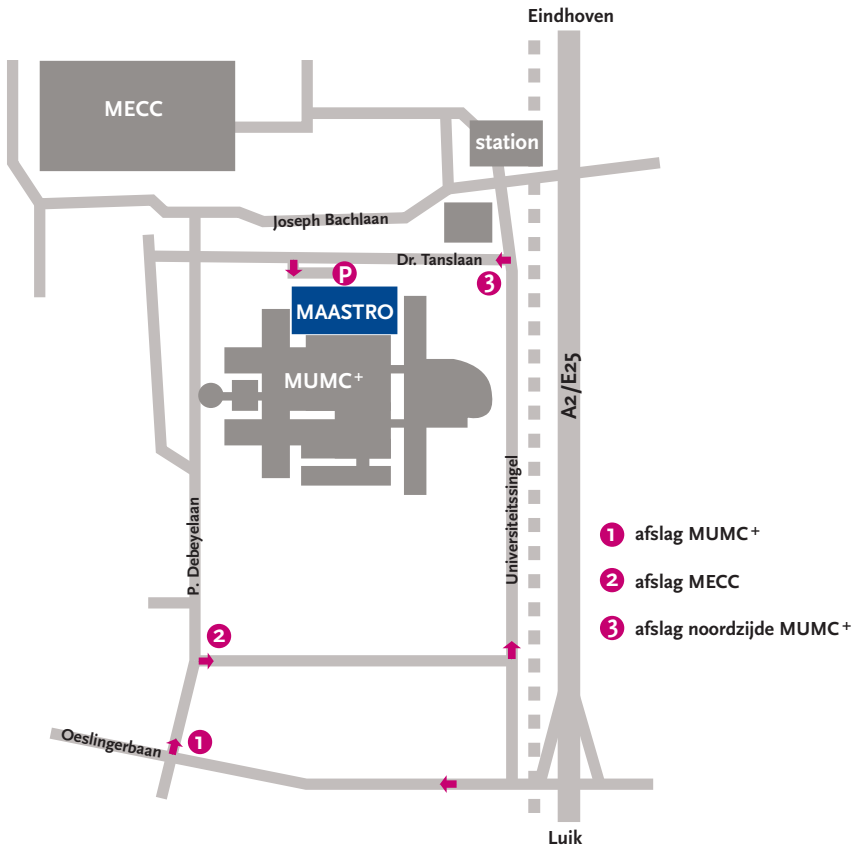 Eindhoven
MECC
station
Joseph Bachlaan
Dr. Tanslaan
P
3
MAASTRO
A2/E25
MUMC+
P. Debeyelaan
Universiteitssingel
1 afslag MUMC+
2 afslag MECC
3 afslag noordzijde MUMC+
2
Oeslingerbaan
1
Luik